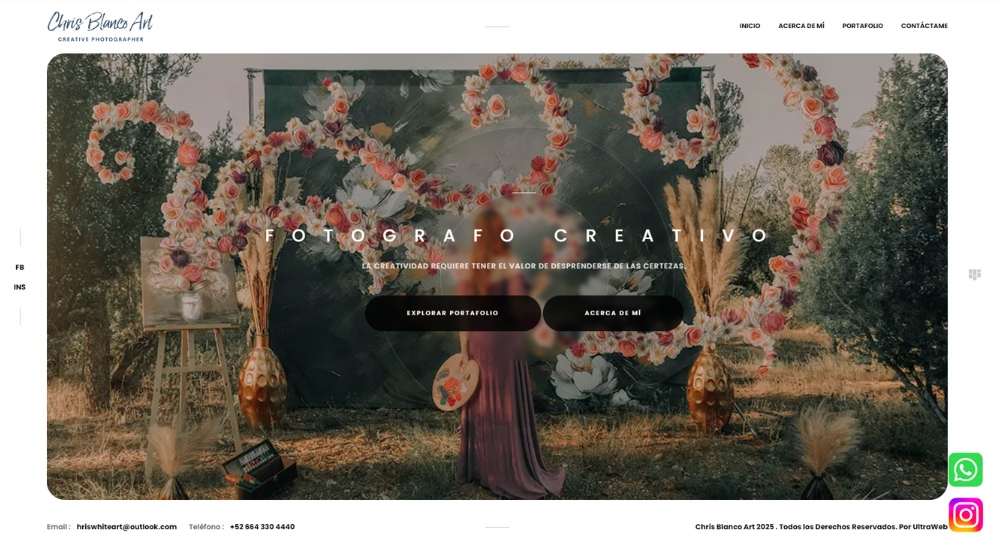 Chris Blanco Art
CREATIVE PHOTOGRAPHER
INICIO
ACERCA DE MÍ
PORTAFOLIO
CONTÁCTAME
FOTOGRAFO CREATIVO
LA CREATIVIDAD REQUIERE TENER EL VALOR DE DESPRENDERSE DE LAS CERTEZAS.
EXPLORAR PORTAFOLIO
ACERCA DE MÍ
FB
INS
Email : hriswhiteart@outlook.com Teléfono : +52 664 330 4440
Chris Blanco Art 2025 . Todos los Derechos Reservados. Por UltraWeb